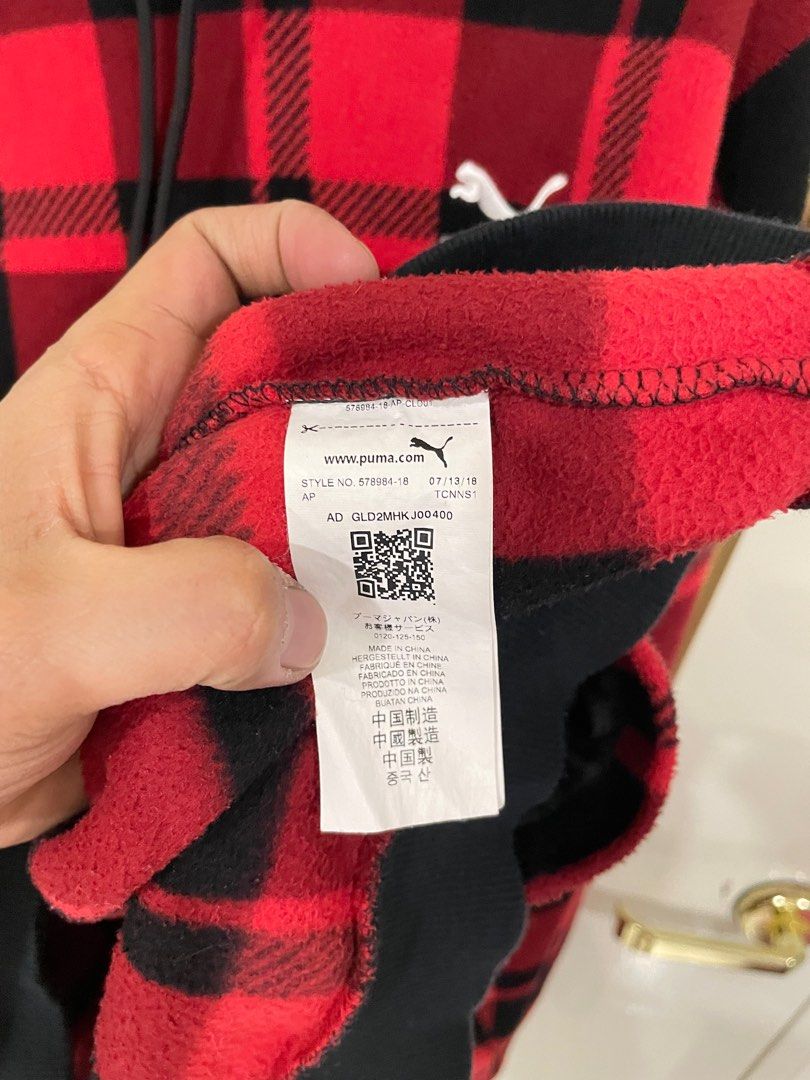 578984-18-AP-CLO01
www.puma.com
STYLE NO. 578984-18 07/13/18
AP TCNNS1
AD GLD2MHKJ00400
プーマジャパン(株)
お客様サービス
0120-125-150
MADE IN CHINA
HERGESTELLT IN CHINA
FABRIQUÉ EN CHINE
FABRICADO EN CHINA
PRODOTTO IN CHINA
PRODUZIDO NA CHINA
BUATAN CHINA
中国制造
中國製造
中国製
중국 산